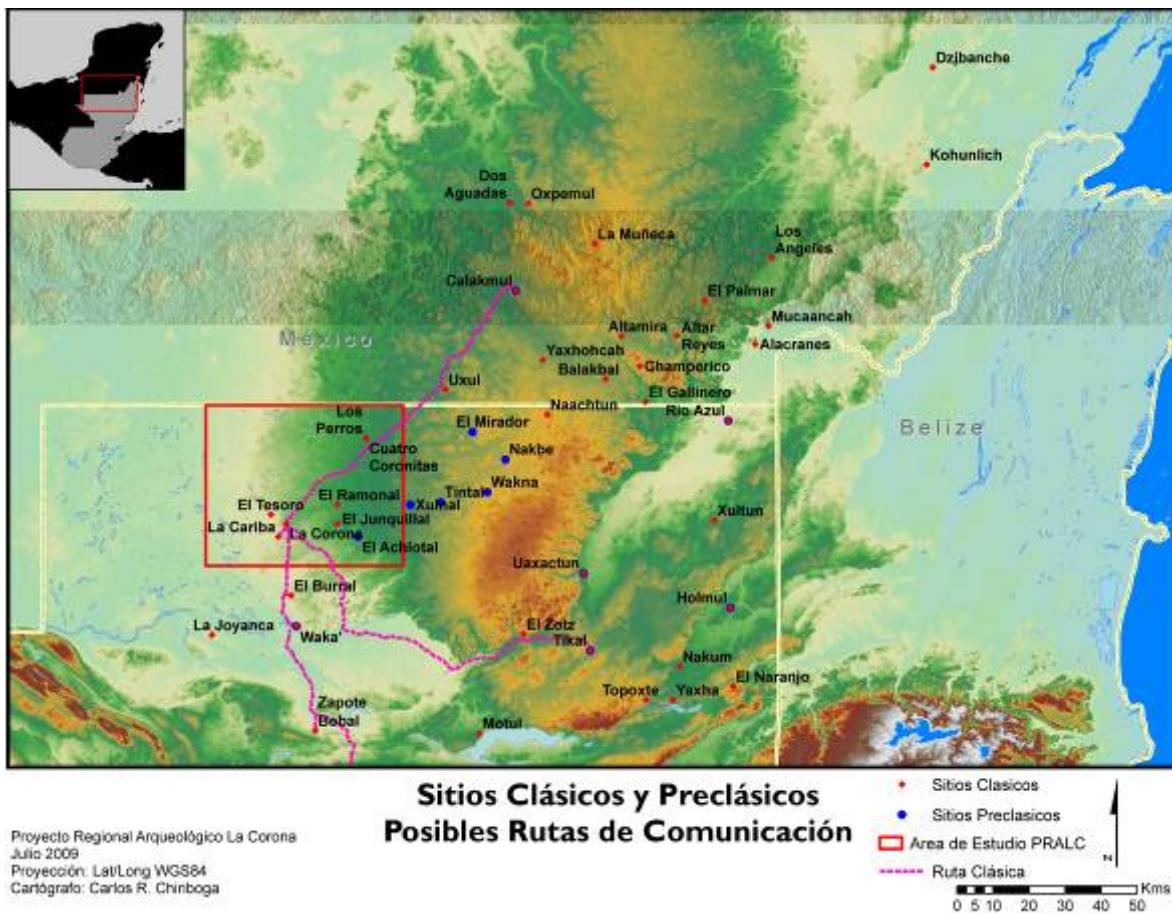 Dzibanche
Kohunlich
Dos
Aguadas
Oxpemul
La Muñeca
Los
Angeles
Calakmul
El Palmar
Mucaancah
México
Altamira
Altar
Reyes
Alacranes
Yaxhohcah
Balakbal
Champerico
Uxul
El Gallinero
Naachtun
Rio Azul
Los
Perros
El Mirador
Belize
Cuatro
Coronitas
Nakbe
Wakna
El Tesoro
El Ramonal
Xulnal
Tintal
La Cariba
El Junquillal
La Corona
Xultun
El Achiotal
Uaxactun
El Burral
Holmul
La Joyanca
Waka'
El Zotz
Tikal
Nakum
El Naranjo
Topoxte
Yaxha
Zapote
Bobal
Motul
Sitios Clásicos y Preclásicos
Posibles Rutas de Comunicación
Proyecto Regional Arqueológico La Corona
Julio 2009
Proyección: Lat/Long WGS84
Cartógrafo: Carlos R. Chiriboga
Sitios Clasicos
Sitios Preclasicos
Area de Estudio PRALC
Ruta Clásica
N
Kms
0 5 10 20 30 40 50